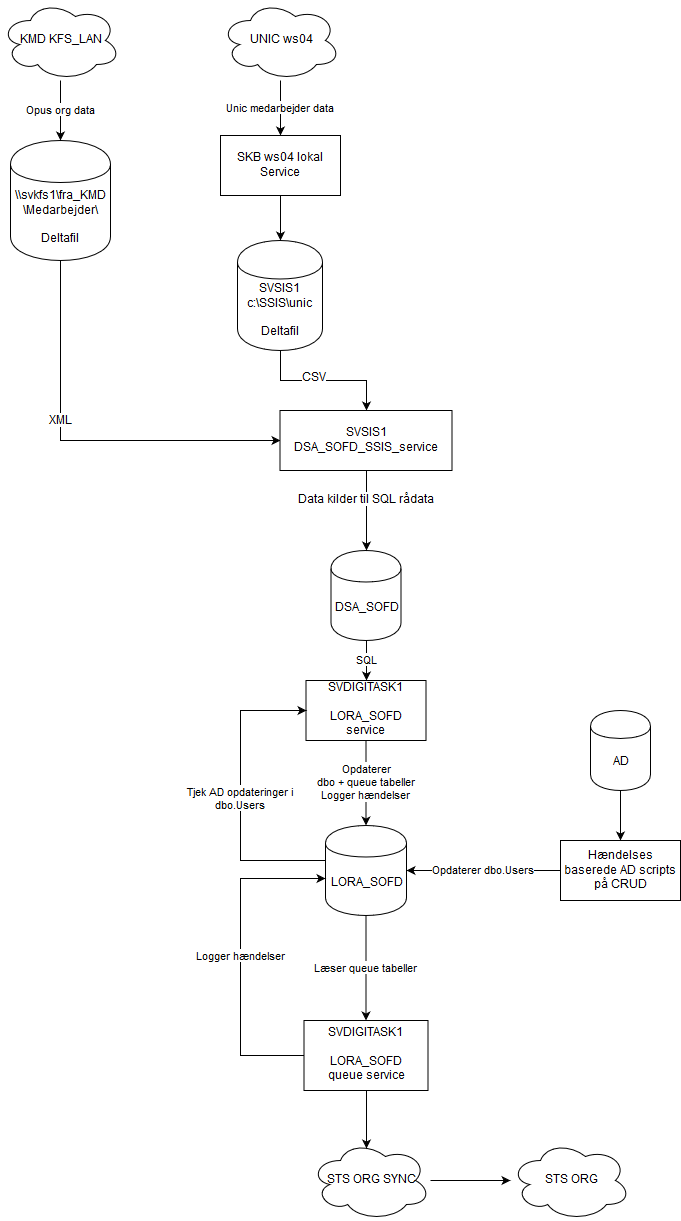 KMD KFS_LAN
UNIC ws04
Opus org data
Unic medarbejder data
SKB ws04 lokal
Service
\\svkfs1\fra_KMD
\Medarbejder\
Deltafil
SVSIS1
c:\SSIS\unic
Deltafil
CSV
XML
SVSIS1
DSA_SOFD_SSIS_service
Data kilder til SQL rådata
DSA_SOFD
SQL
SVDIGITASK1
LORA_SOFD
service
AD
Opdaterer
dbo + queue tabeller
Logger hændelser
Tjek AD opdateringer i
dbo.Users
Hændelses
baserede AD scripts
på CRUD
Opdaterer dbo.Users
LORA_SOFD
Logger hændelser
Læser queue tabeller
SVDIGITASK1
LORA_SOFD
queue service
STS ORG SYNC
STS ORG